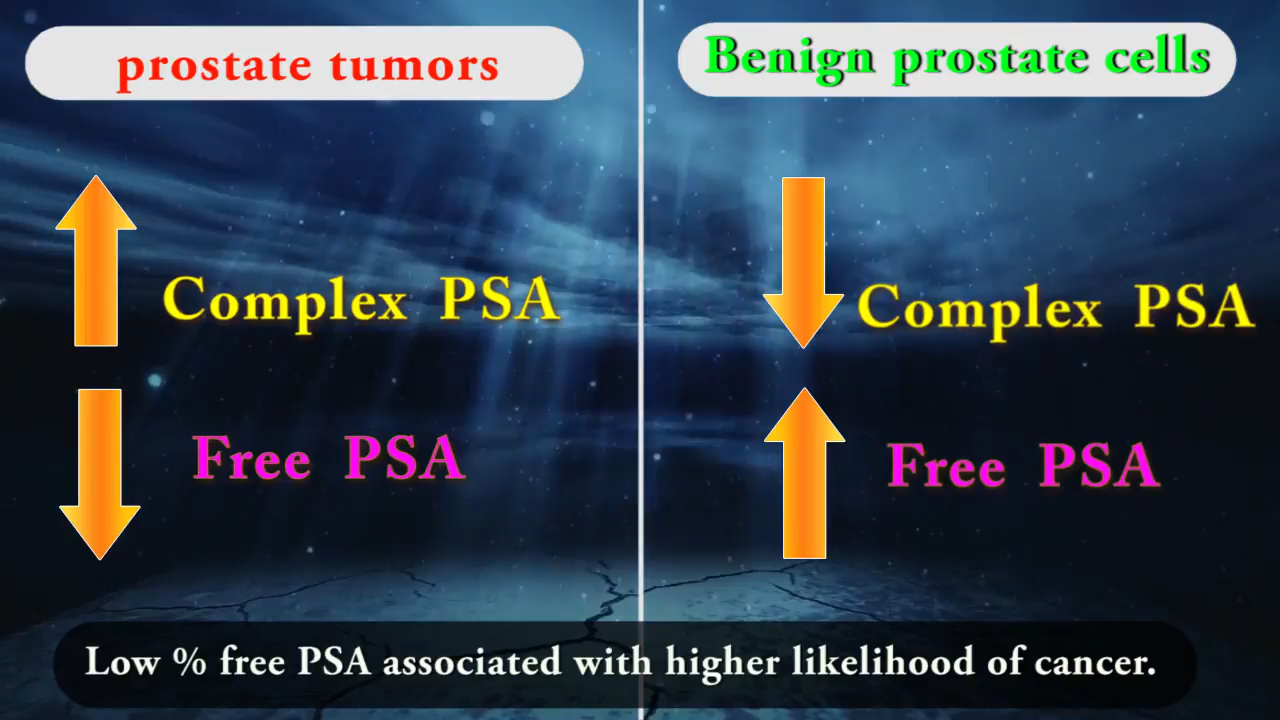 prostate tumors
Complex PSA
Free PSA
Benign prostate cells
Complex PSA
Free PSA
Low % free PSA associated with higher likelihood of cancer.